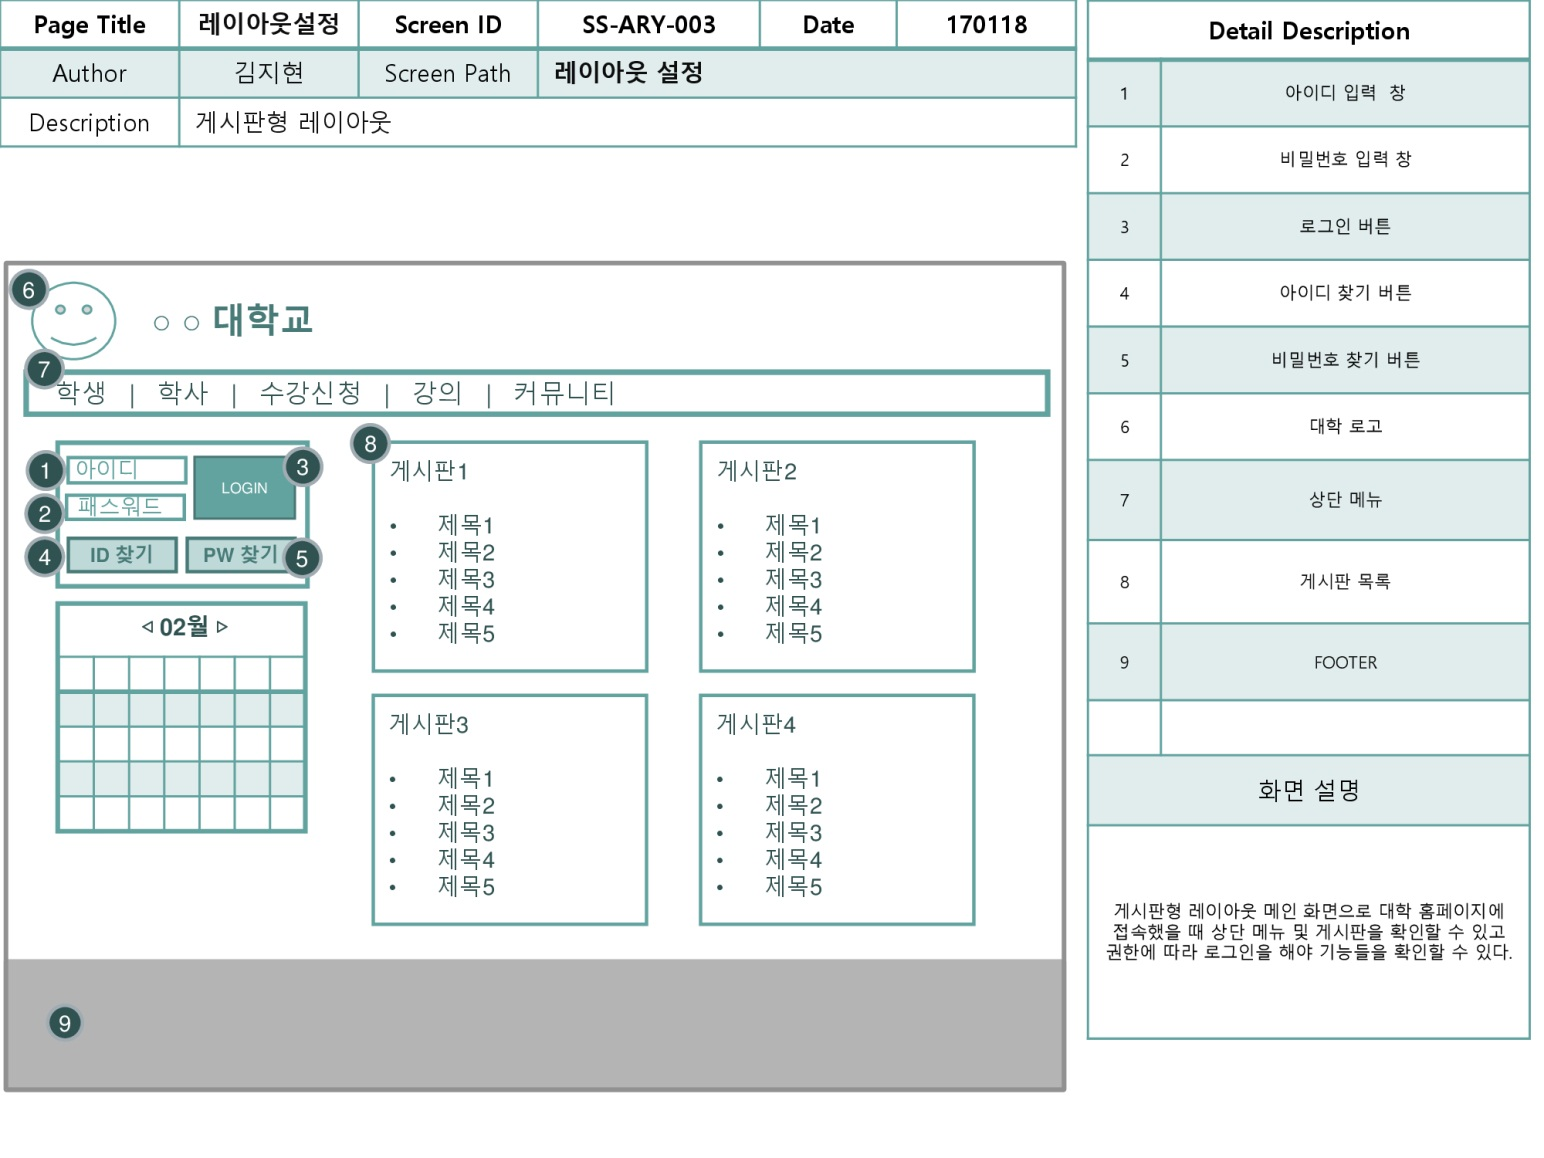 Page Title 레이아웃설정 Screen ID SS-ARY-003 Date 170118
Author 김지현 Screen Path 레이아웃 설정
Description 게시판형 레이아웃
6
○ ○ 대학교
7
학생 | 학사 | 수강신청 | 강의 | 커뮤니티
1 아이디
2 패스워드
LOGIN 3
4 ID 찾기 PW 찾기 5
◁ 02월 ▷
8
게시판1
• 제목1
• 제목2
• 제목3
• 제목4
• 제목5
게시판2
• 제목1
• 제목2
• 제목3
• 제목4
• 제목5
게시판3
• 제목1
• 제목2
• 제목3
• 제목4
• 제목5
게시판4
• 제목1
• 제목2
• 제목3
• 제목4
• 제목5
9
Detail Description
1 아이디 입력 창
2 비밀번호 입력 창
3 로그인 버튼
4 아이디 찾기 버튼
5 비밀번호 찾기 버튼
6 대학 로고
7 상단 메뉴
8 게시판 목록
9 FOOTER
화면 설명
게시판형 레이아웃 메인 화면으로 대학 홈페이지에
접속했을 때 상단 메뉴 및 게시판을 확인할 수 있고
권한에 따라 로그인을 해야 기능들을 확인할 수 있다.